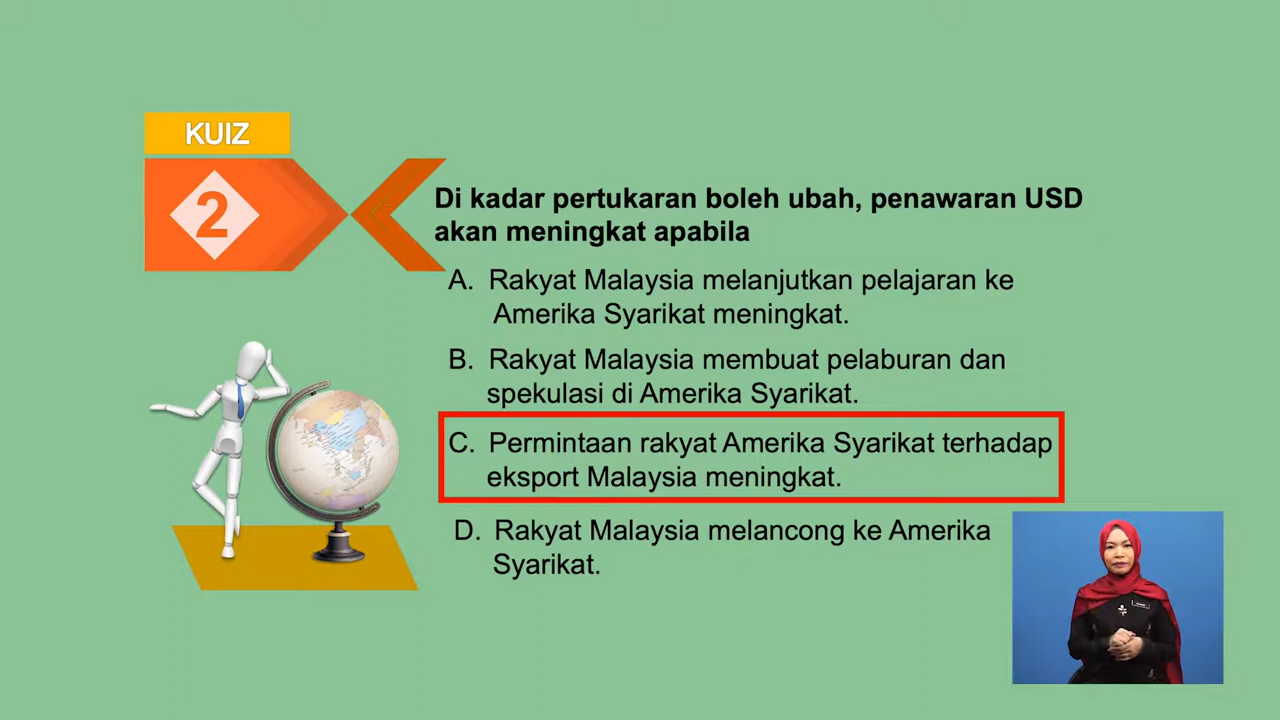 KUIZ
2
Di kadar pertukaran boleh ubah, penawaran USD
akan meningkat apabila
A. Rakyat Malaysia melanjutkan pelajaran ke
Amerika Syarikat meningkat.
B. Rakyat Malaysia membuat pelaburan dan
spekulasi di Amerika Syarikat.
C. Permintaan rakyat Amerika Syarikat terhadap
eksport Malaysia meningkat.
D. Rakyat Malaysia melancong ke Amerika
Syarikat.